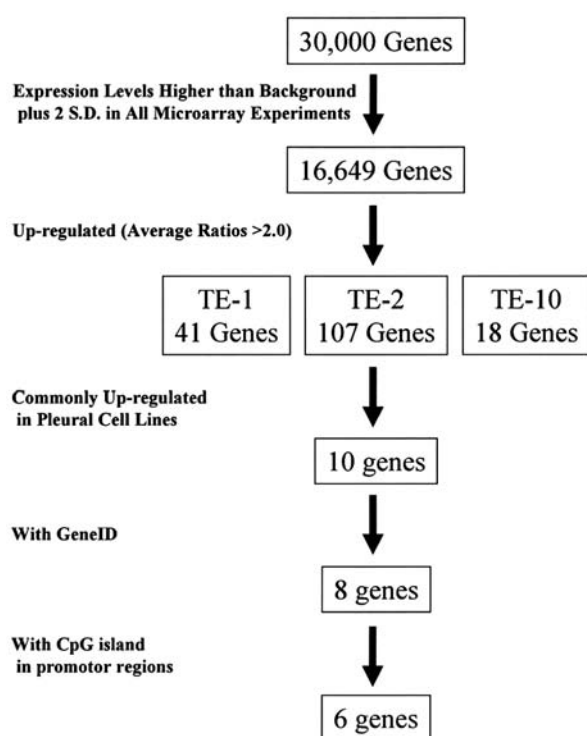 30,000 Genes
Expression Levels Higher than Background
plus 2 S.D. in All Microarray Experiments
16,649 Genes
Up-regulated (Average Ratios >2.0)
TE-1
41 Genes
TE-2
107 Genes
TE-10
18 Genes
Commonly Up-regulated
in Pleural Cell Lines
10 genes
With GeneID
8 genes
With CpG island
in promotor regions
6 genes